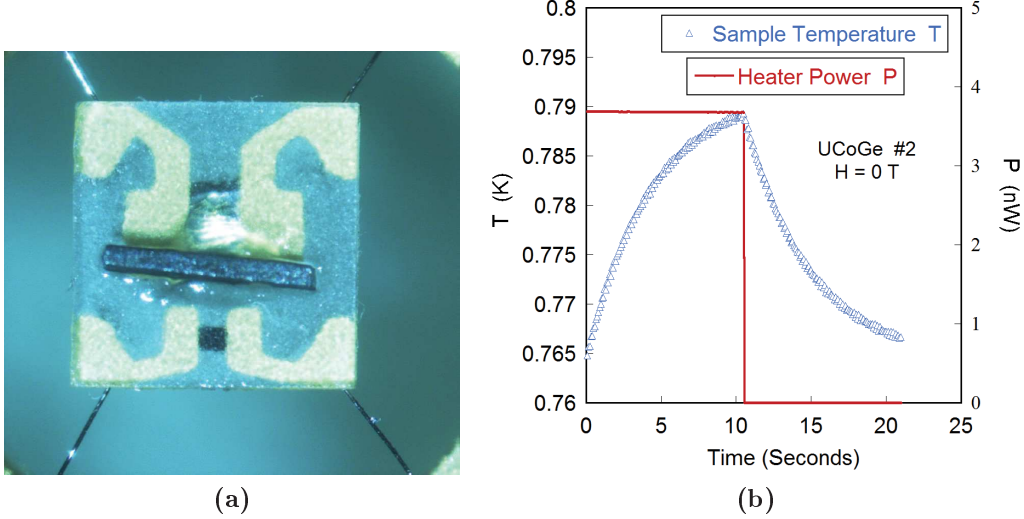 0.8
0.795
0.79
0.785
0.78
0.775
0.77
0.765
0.76
T (K)
Sample Temperature T
Heater Power P
UCoGe #2
H = 0 T
5
4
3
2
1
0
P (nW)
0 5 10 15 20 25
Time (Seconds)
(a) (b)